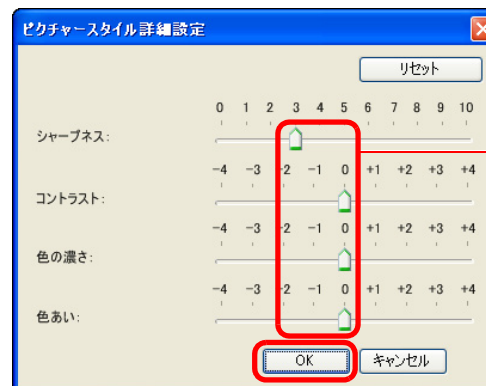 ピクチャースタイル詳細設定
リセット
0 1 2 3 4 5 6 7 8 9 10
シャープネス:
-4 -3 -2 -1 0 +1 +2 +3 +4
コントラスト:
-4 -3 -2 -1 0 +1 +2 +3 +4
色の濃さ:
-4 -3 -2 -1 0 +1 +2 +3 +4
色あい:
OK キャンセル